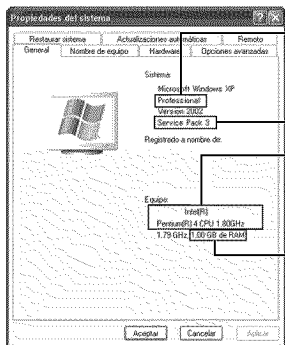 Propiedades del sistema
Restaurar sistema Actualizaciones automáticas Remoto
General Nombre de equipo Hardware Opciones avanzadas
Sistema:
Microsoft Windows XP
Professional
Versión 2002
Service Pack 3
Registrado a nombre de:
Equipo:
Intel(R)
Pentium(R) 4 CPU 1.80GHz
1.79 GHz, 1,00 GB de RAM
Aceptar Cancelar Aplicar